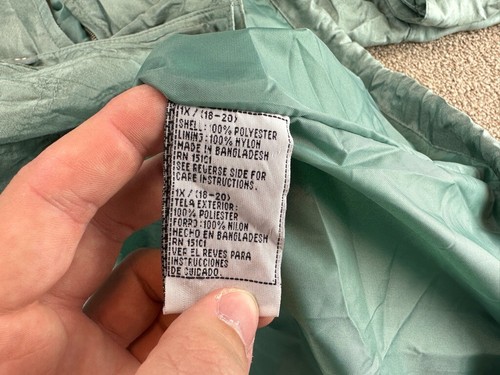 1X / (18-20)
SHELL: 100% POLYESTER
LINING: 100% NYLON
MADE IN BANGLADESH
RN 15101
SEE REVERSE SIDE FOR
CARE INSTRUCTIONS.
1X / (18-20)
TELA EXTERIOR:
100% POLIESTER
FORRO: 100% NILON
HECHO EN BANGLADESH
RN 15101
VER EL REVES PARA
INSTRUCCIONES
DE CUIDADO.